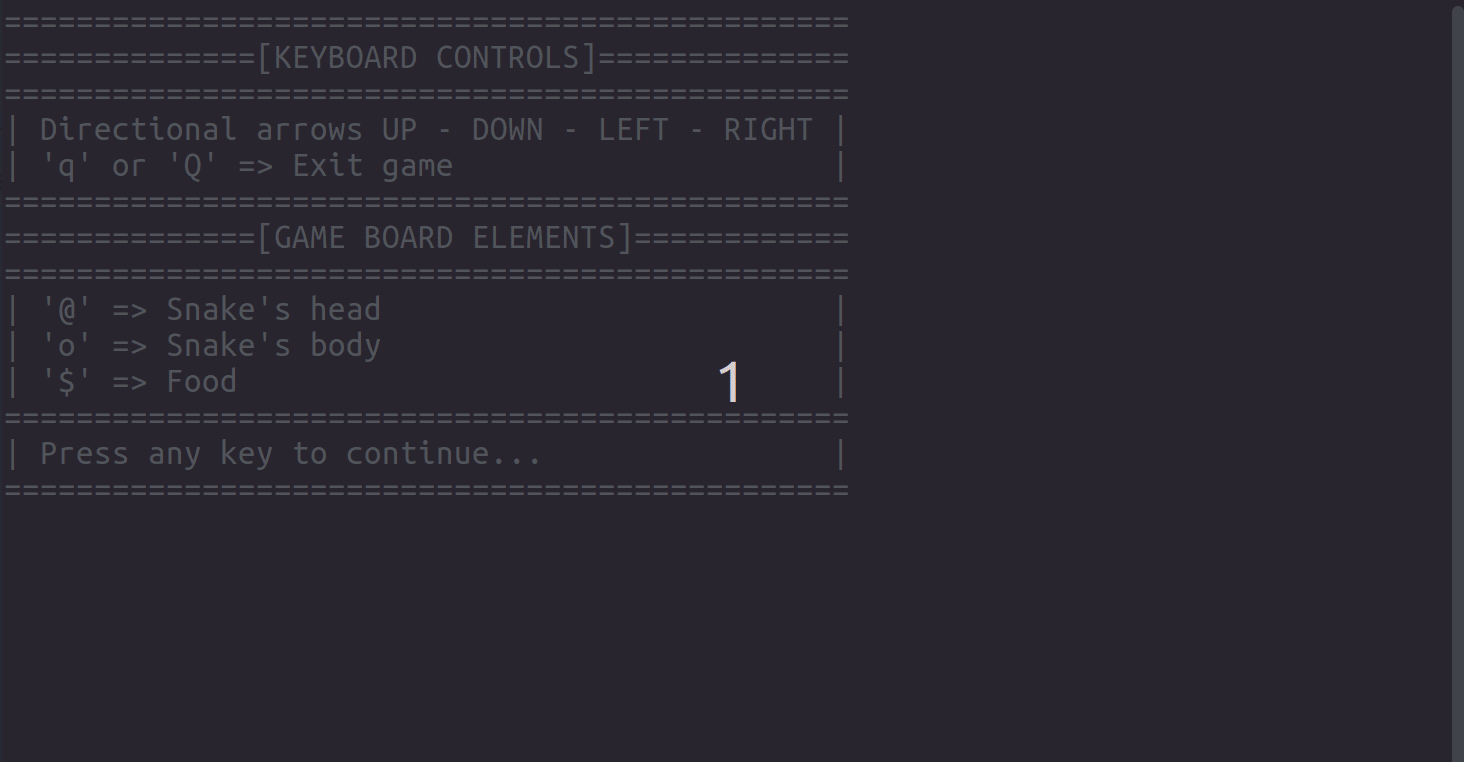 ===============================================
==============[KEYBOARD CONTROLS]==============
===============================================
| Directional arrows UP - DOWN - LEFT - RIGHT |
| 'q' or 'Q' => Exit game                     |
===============================================
==============[GAME BOARD ELEMENTS]============
===============================================
| '@' => Snake's head                         |
| 'o' => Snake's body                         |
| '$' => Food                                 |
1
===============================================
| Press any key to continue...                |
===============================================